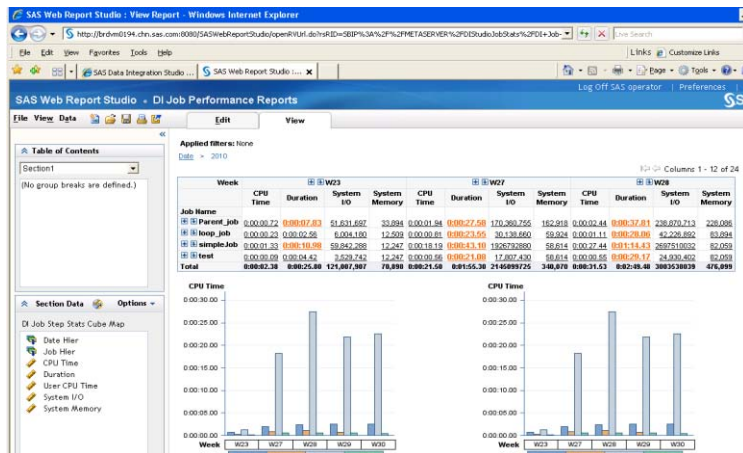 SAS Web Report Studio : View Report - Windows Internet Explorer
Live Search
File Edit View Favorites Tools Help
Links Customize Links
SAS Data Integration Studio ... SAS Web Report Studio : ... Page Tools
Log Off SAS operator | Preferences
SAS Web Report Studio DI Job Performance Reports
File View Data
Edit View
Applied filters: None
Date > 2010
Table of Contents
Section1
(No group breaks are defined.)
Columns 1 - 12 of 24
Week W23 W27 W28
CPU Time Duration System I/O System Memory CPU Time Duration System I/O System Memory CPU Time Duration System I/O System Memory
Job Name
Parent_job 0:00:00.72 0:00:07.83 51,631,697 33,894 0:00:01.94 0:00:27.58 170,360,755 162,918 0:00:02.44 0:00:37.81 238,870,713 228,086
loop_job 0:00:00.23 0:00:02.56 6,004,180 12,509 0:00:00.81 0:00:23.55 30,138,660 59,924 0:00:01.11 0:00:28.06 42,226,892 83,894
simpleJob 0:00:01.33 0:00:10.98 59,842,288 12,247 0:00:18.19 0:00:43.10 1926792880 58,614 0:00:27.44 0:01:14.43 2697510032 82,059
test 0:00:00.09 0:00:04.42 3,529,742 12,247 0:00:00.56 0:00:21.08 17,807,430 58,614 0:00:00.55 0:00:29.17 24,930,402 82,059
Total 0:00:02.38 0:00:25.80 121,007,907 70,898 0:00:21.50 0:01:55.30 2145099725 340,070 0:00:31.53 0:02:49.48 3003538039 476,099
Section Data Options
DI Job Step Stats Cube Map
Date Hier
Job Hier
CPU Time
Duration
User CPU Time
System I/O
System Memory
CPU Time
0:00:30.00
0:00:25.00
0:00:20.00
0:00:15.00
0:00:10.00
0:00:05.00
0:00:00.00
Week W23 W27 W28 W29 W30
CPU Time
0:00:30.00
0:00:25.00
0:00:20.00
0:00:15.00
0:00:10.00
0:00:05.00
0:00:00.00
Week W23 W27 W28 W29 W30